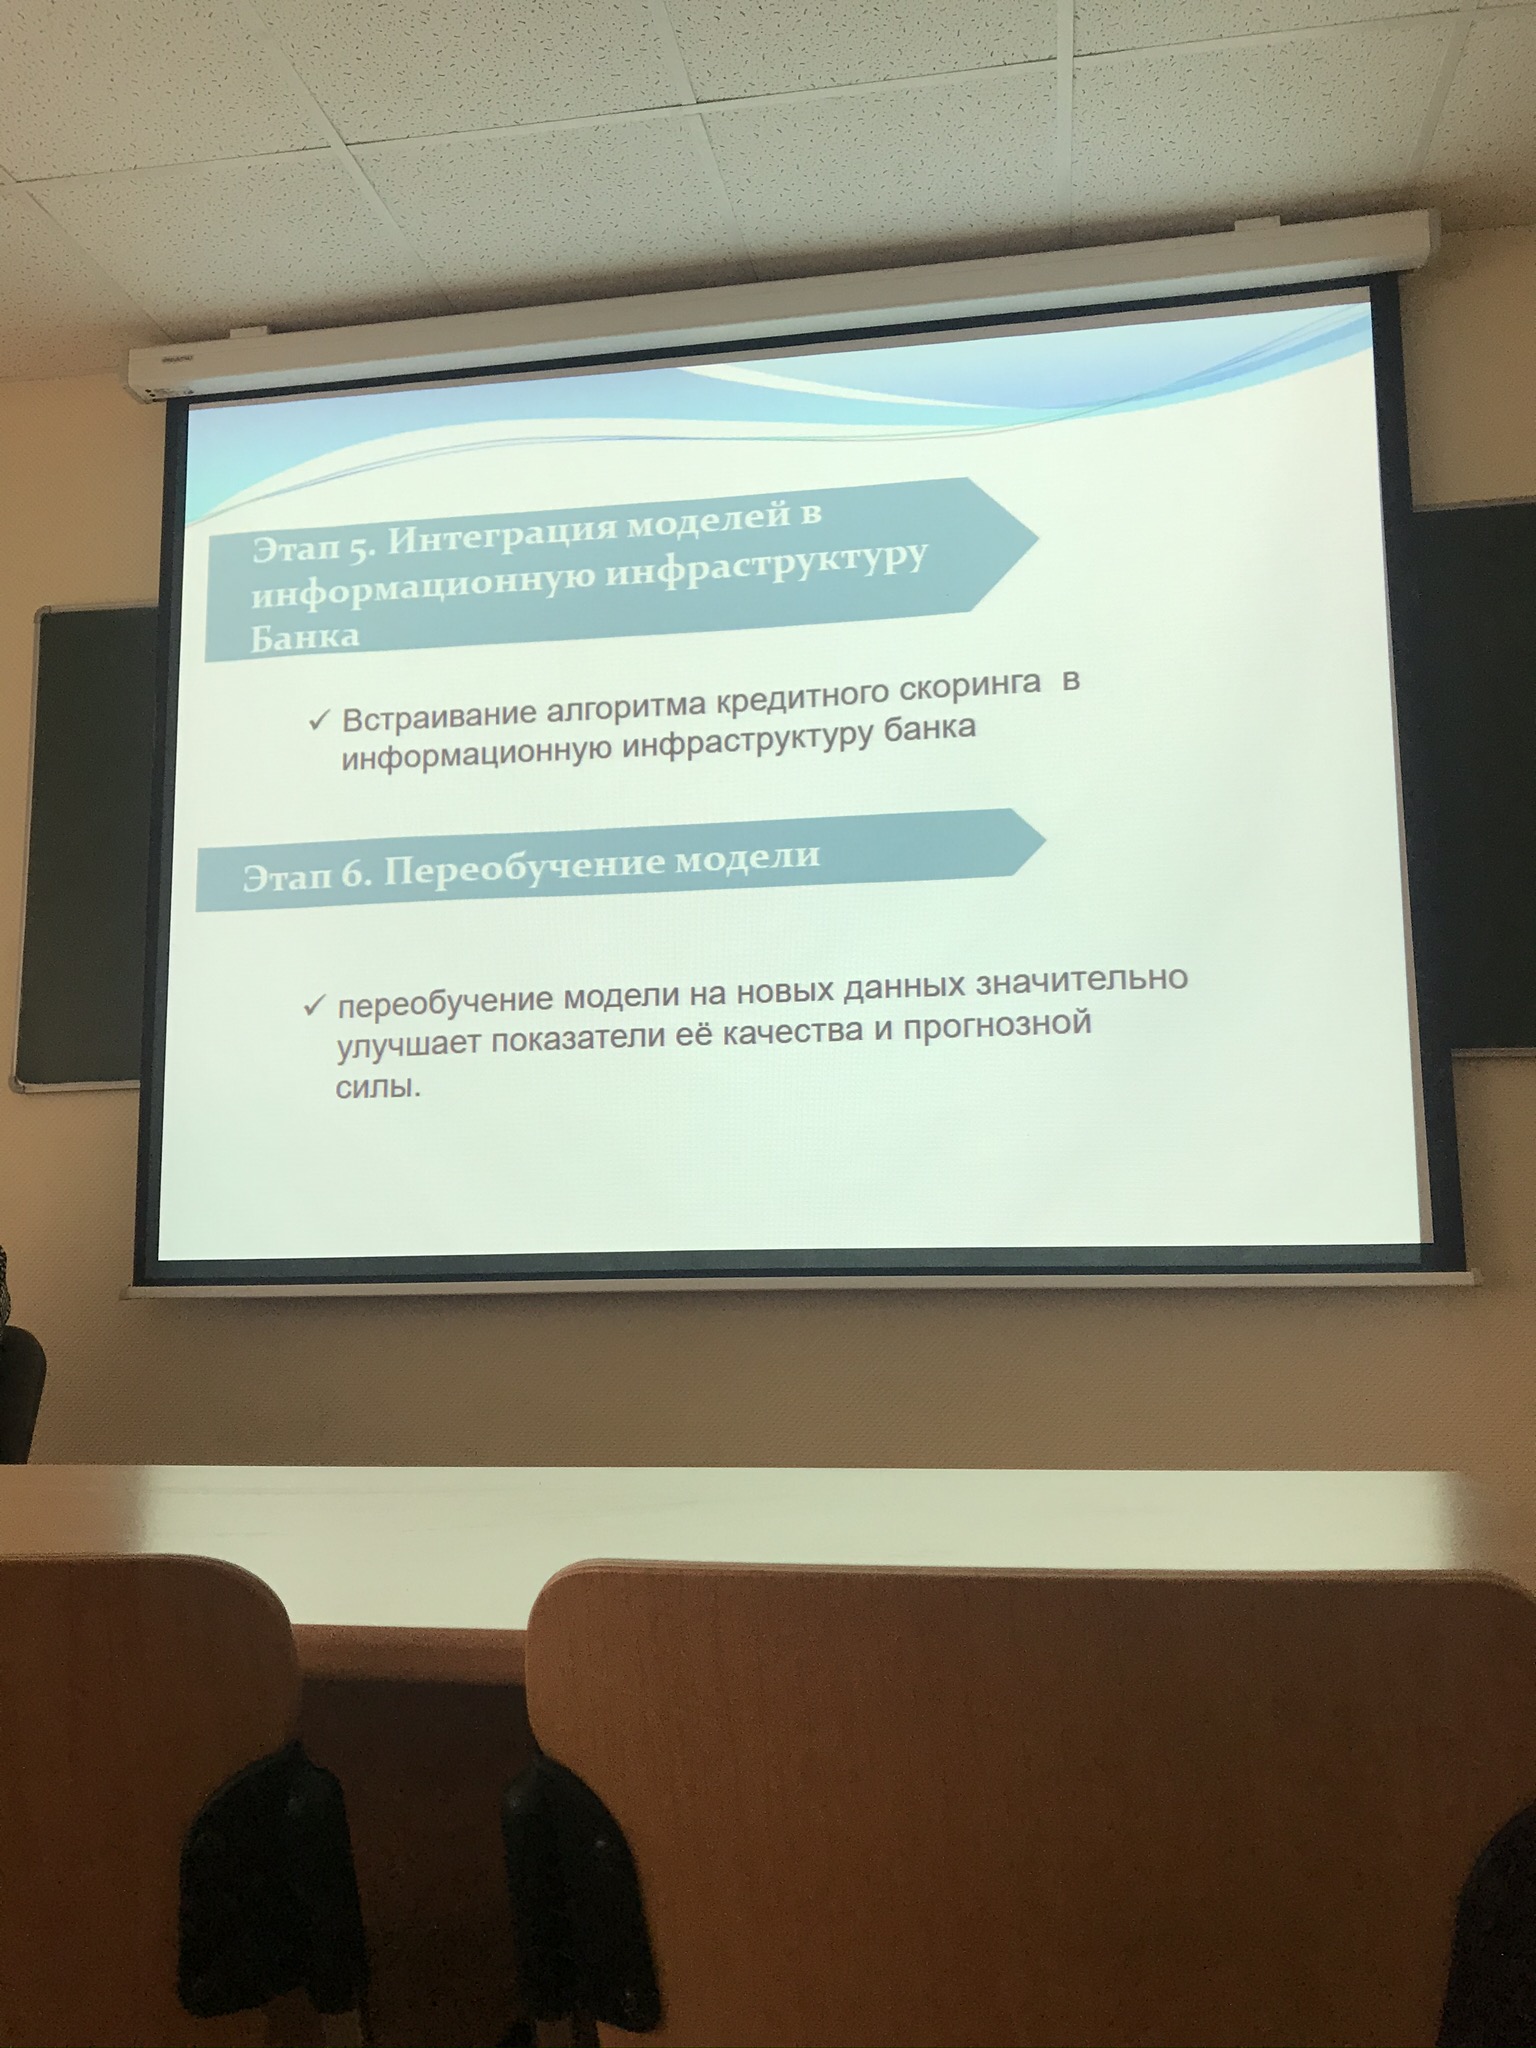 Этап 5. Интеграция моделей в
информационную инфраструктуру
Банка
✓ Встраивание алгоритма кредитного скоринга в
информационную инфраструктуру банка
Этап 6. Переобучение модели
✓ переобучение модели на новых данных значительно
улучшает показатели её качества и прогнозной
силы.